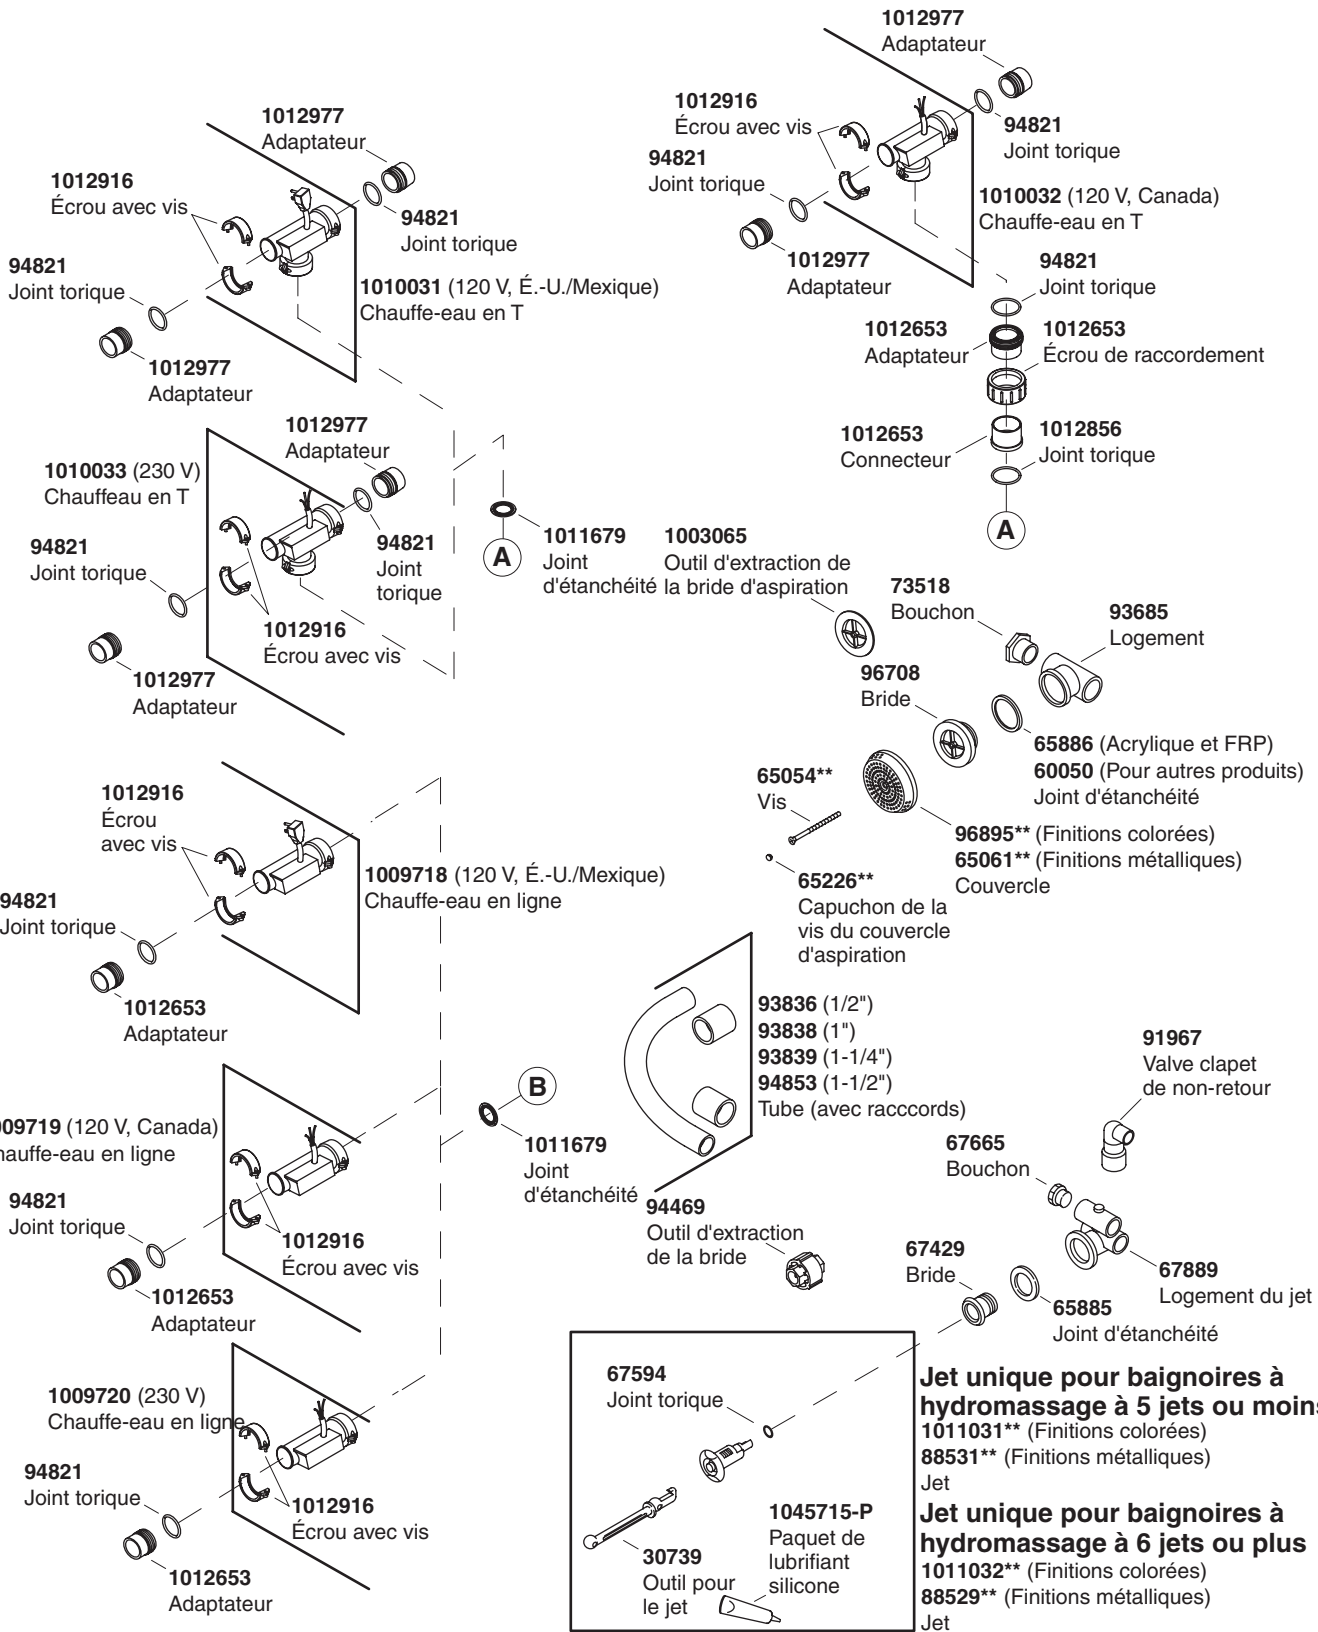 1012977
Adaptateur
1012916
Écrou avec vis
94821
Joint torique
94821
Joint torique
1010032 (120 V, Canada)
Chauffe-eau en T
1012977
Adaptateur
94821
Joint torique
1012653
Adaptateur
1012653
Écrou de raccordement
1012653
Connecteur
1012856
Joint torique
A
1012977
Adaptateur
1012916
Écrou avec vis
94821
Joint torique
94821
Joint torique
1010031 (120 V, É.-U./Mexique)
Chauffe-eau en T
1012977
Adaptateur
1012977
Adaptateur
1010033 (230 V)
Chauffeau en T
94821
Joint torique
94821
Joint
torique
1012916
Écrou avec vis
1012977
Adaptateur
A
1011679
Joint
d'étanchéité
1003065
Outil d'extraction de
la bride d'aspiration
73518
Bouchon
93685
Logement
96708
Bride
65886 (Acrylique et FRP)
60050 (Pour autres produits)
Joint d'étanchéité
65054**
Vis
96895** (Finitions colorées)
65061** (Finitions métalliques)
Couvercle
65226**
Capuchon de la
vis du couvercle
d'aspiration
1012916
Écrou
avec vis
1009718 (120 V, É.-U./Mexique)
Chauffe-eau en ligne
94821
Joint torique
1012653
Adaptateur
93836 (1/2")
93838 (1")
93839 (1-1/4")
94853 (1-1/2")
Tube (avec racccords)
91967
Valve clapet
de non-retour
009719 (120 V, Canada)
hauffe-eau en ligne
B
1011679
Joint
d'étanchéité
67665
Bouchon
94821
Joint torique
1012916
Écrou avec vis
1012653
Adaptateur
94469
Outil d'extraction
de la bride
67429
Bride
67889
Logement du jet
65885
Joint d'étanchéité
1009720 (230 V)
Chauffe-eau en ligne
94821
Joint torique
1012916
Écrou avec vis
1012653
Adaptateur
67594
Joint torique
1045715-P
Paquet de
lubrifiant
silicone
30739
Outil pour
le jet
Jet unique pour baignoires à
hydromassage à 5 jets ou moins
1011031** (Finitions colorées)
88531** (Finitions métalliques)
Jet
Jet unique pour baignoires à
hydromassage à 6 jets ou plus
1011032** (Finitions colorées)
88529** (Finitions métalliques)
Jet